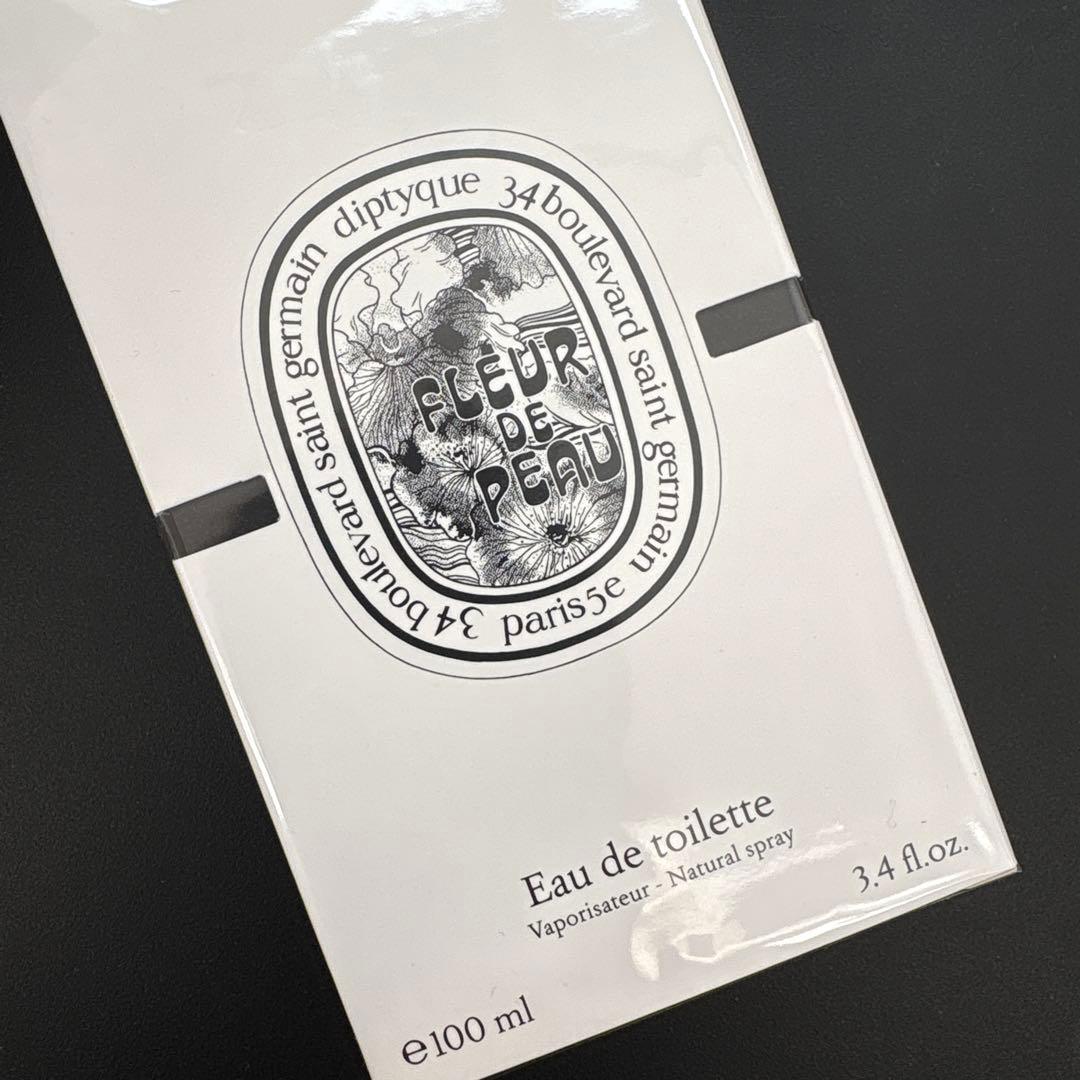 diptyque 34 boulevard saint germain paris5e 34 boulevard saint germain
FLEUR
DE
PEAU
Eau de toilette
Vaporisateur - Natural spray
3.4 fl.oz.
e100 ml